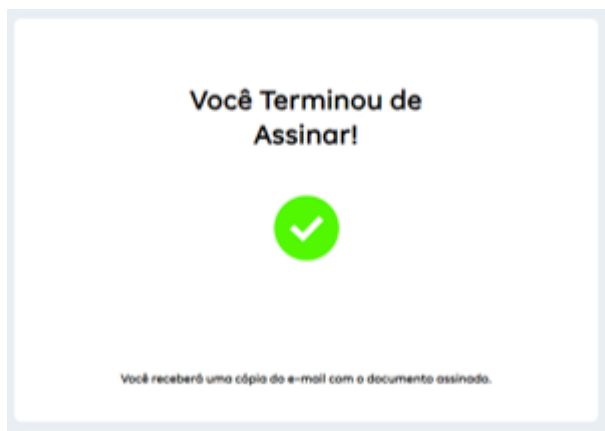 Você Terminou de
Assinar!
Você receberá uma cópia do e-mail com o documento assinado.